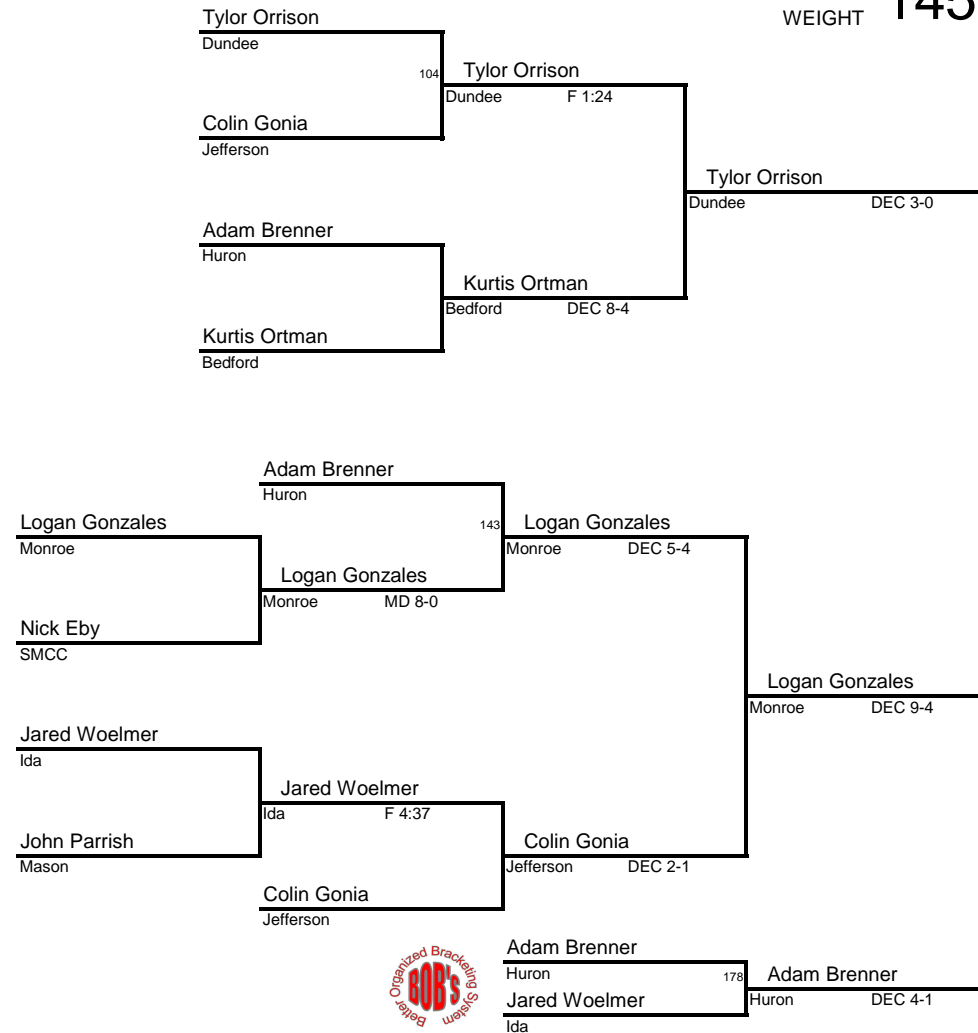 WEIGHT 145
Tylor Orrison
Dundee
104 Tylor Orrison
Dundee F 1:24
Colin Gonia
Jefferson
Tylor Orrison
Dundee DEC 3-0
Adam Brenner
Huron
Kurtis Ortman
Bedford DEC 8-4
Kurtis Ortman
Bedford
Adam Brenner
Huron
Logan Gonzales
Monroe
143 Logan Gonzales
Monroe DEC 5-4
Logan Gonzales
Monroe MD 8-0
Nick Eby
SMCC
Logan Gonzales
Monroe DEC 9-4
Jared Woelmer
Ida
Jared Woelmer
Ida F 4:37
John Parrish
Mason
Colin Gonia
Jefferson DEC 2-1
Colin Gonia
Jefferson
BOB's
Better Organized Bracketing System
Adam Brenner
Huron
178 Adam Brenner
Huron DEC 4-1
Jared Woelmer
Ida